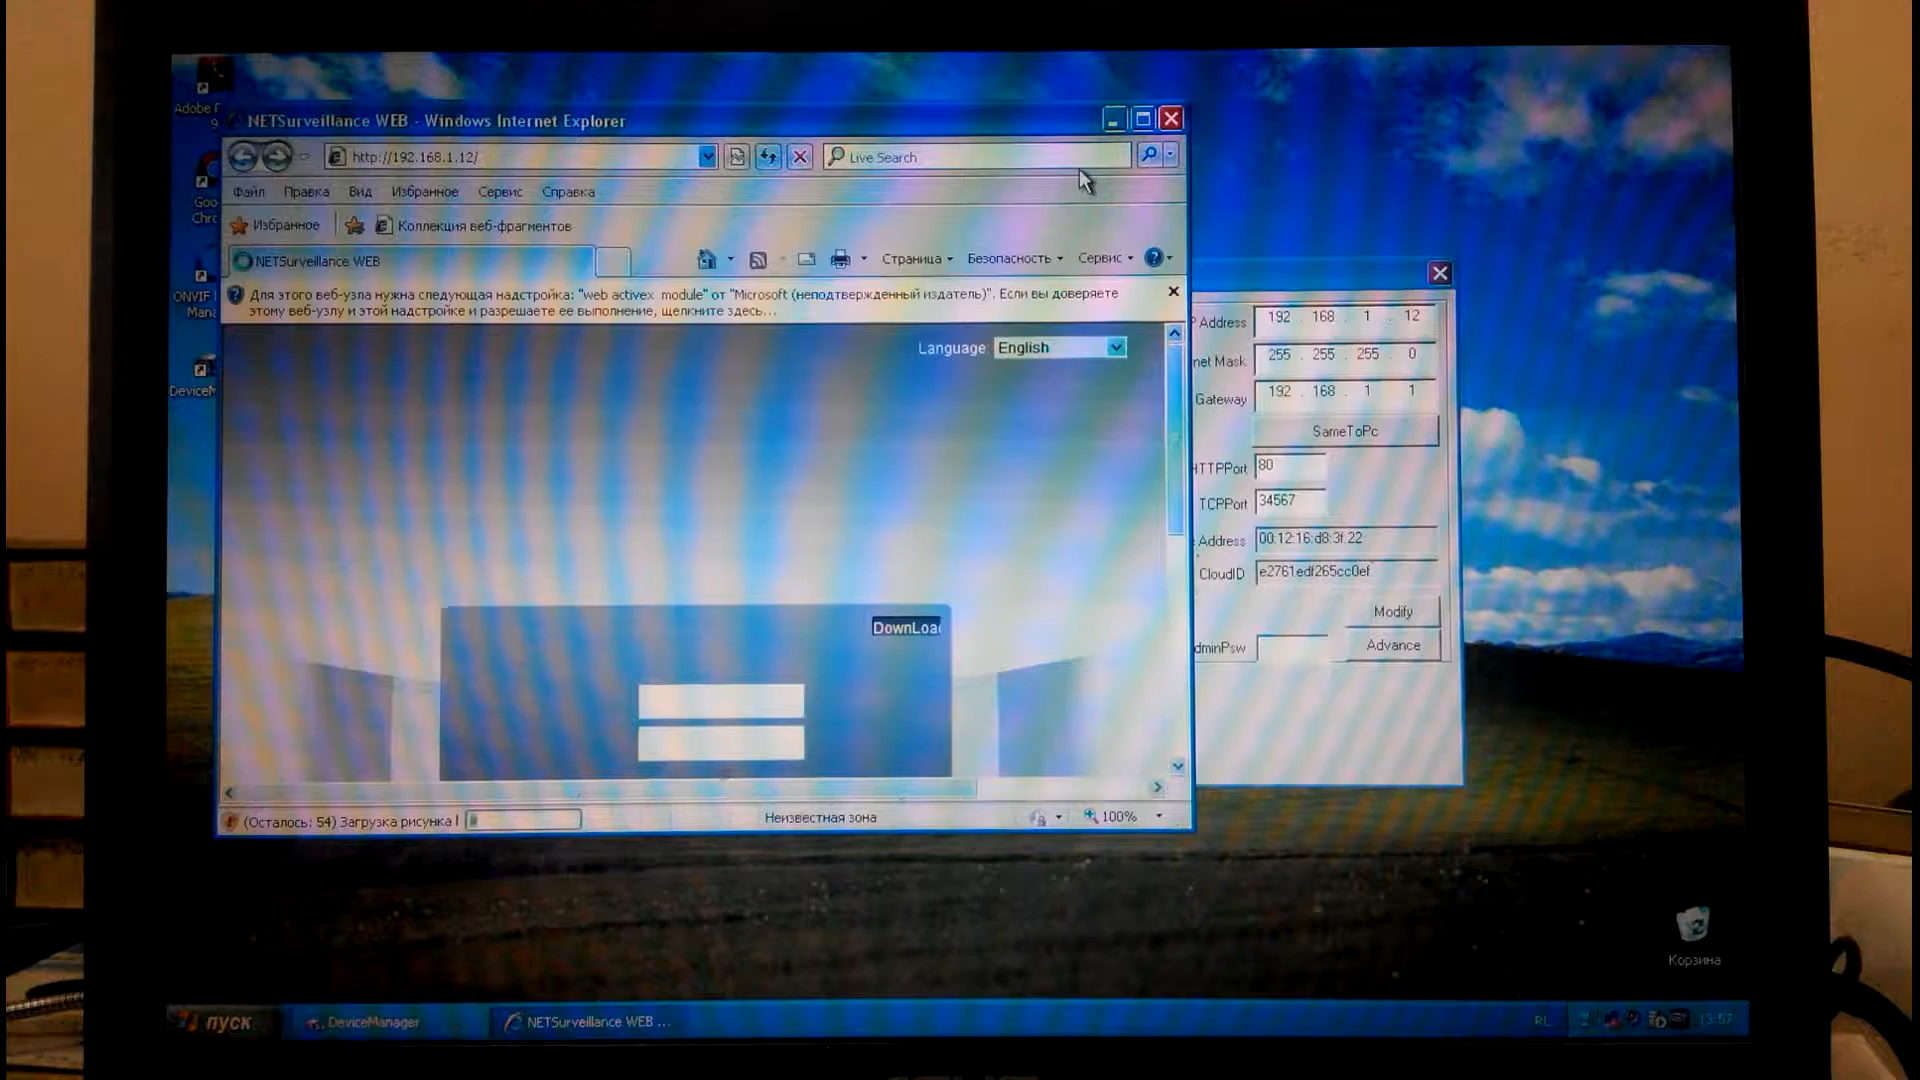 Adobe
9
NETSurveillance WEB - Windows Internet Explorer
http://192.168.1.12/
Live Search
Файл Правка Вид Избранное Сервис Справка
Избранное Коллекция веб-фрагментов
NETSurveillance WEB
Страница Безопасность Сервис
Для этого веб-узла нужна следующая надстройка: "web activex module" от "Microsoft (неподтвержденный издатель)". Если вы доверяете
этому веб-узлу и этой надстройке и разрешаете ее выполнение, щелкните здесь...
Language: English
DownLoa
(Осталось: 54) Загрузка рисунка
Неизвестная зона
100%
Goo
Chr
ONVIF
Mana
DeviceM
Address 192 . 168 . 1 . 12
net Mask 255 . 255 . 255 . 0
Gateway 192 . 168 . 1 1
SameToPc
HTTPPort 80
TCPPort 34567
Address 00:12:16:d8:3f:22
CloudID e2761edf265cc0ef
Modify
dminPsw
Advance
Корзина
пуск
DeviceManager
NETSurveillance WEB ...
13:57